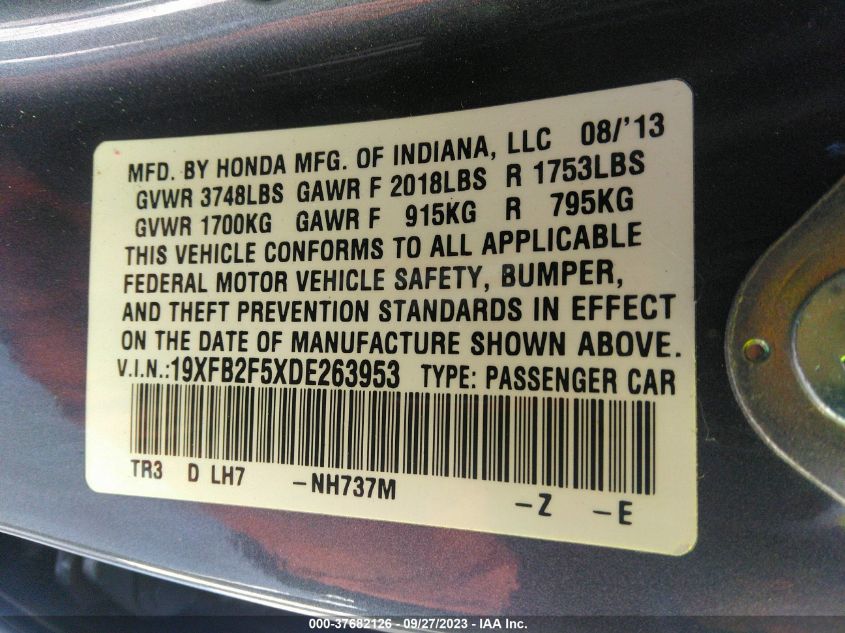 MFD. BY HONDA MFG. OF INDIANA, LLC 08/'13
GVWR 3748LBS GAWR F 2018LBS R 1753LBS
GVWR 1700KG GAWR F 915KG R 795KG
THIS VEHICLE CONFORMS TO ALL APPLICABLE
FEDERAL MOTOR VEHICLE SAFETY, BUMPER,
AND THEFT PREVENTION STANDARDS IN EFFECT
ON THE DATE OF MANUFACTURE SHOWN ABOVE.
V.I.N.:19XFB2F5XDE263953 TYPE: PASSENGER CAR
TR3 D LH7 -NH737M -Z -E
000-37682126 - 09/27/2023 - IAA Inc.